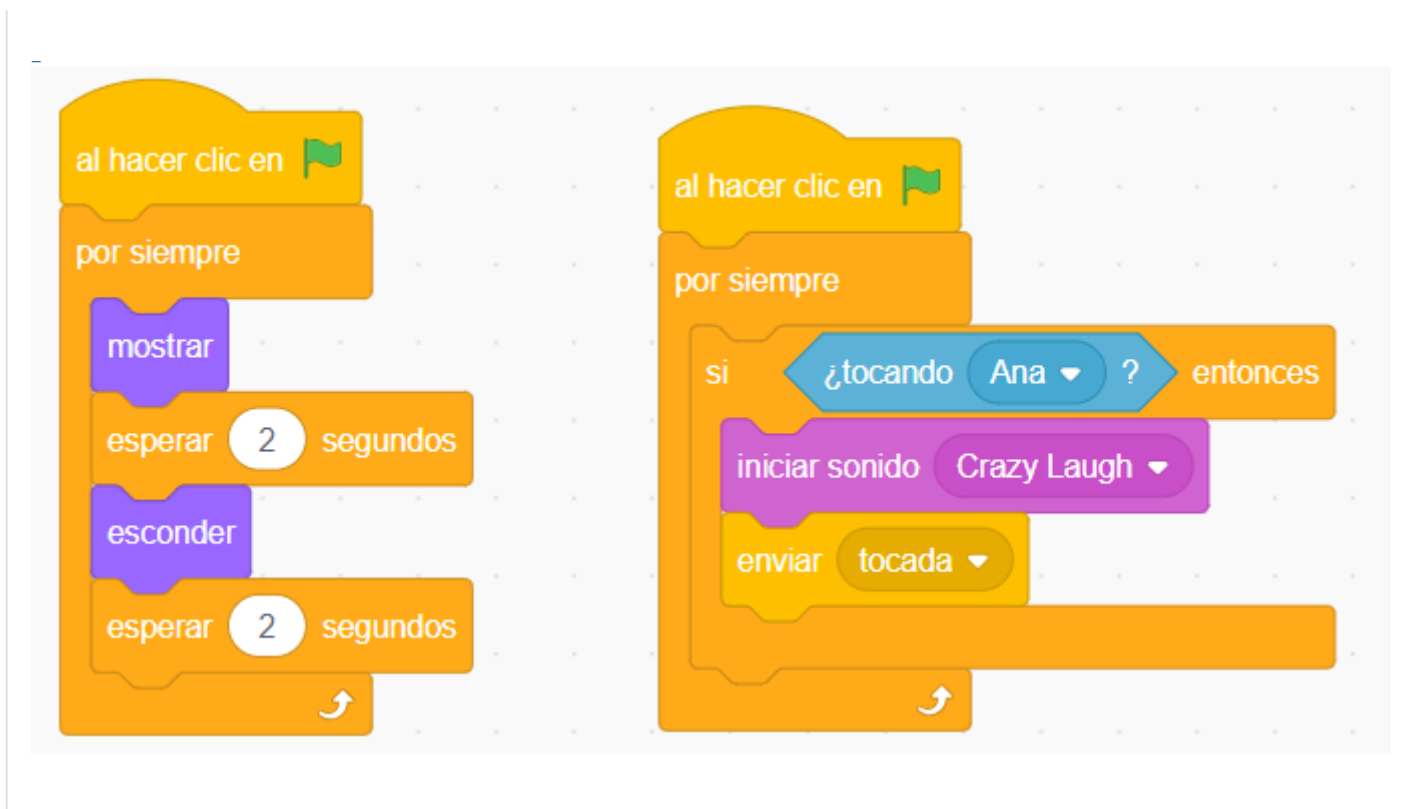 al hacer clic en
por siempre
mostrar
esperar 2 segundos
esconder
esperar 2 segundos
al hacer clic en
por siempre
si ¿tocando Ana ? entonces
iniciar sonido Crazy Laugh
enviar tocada